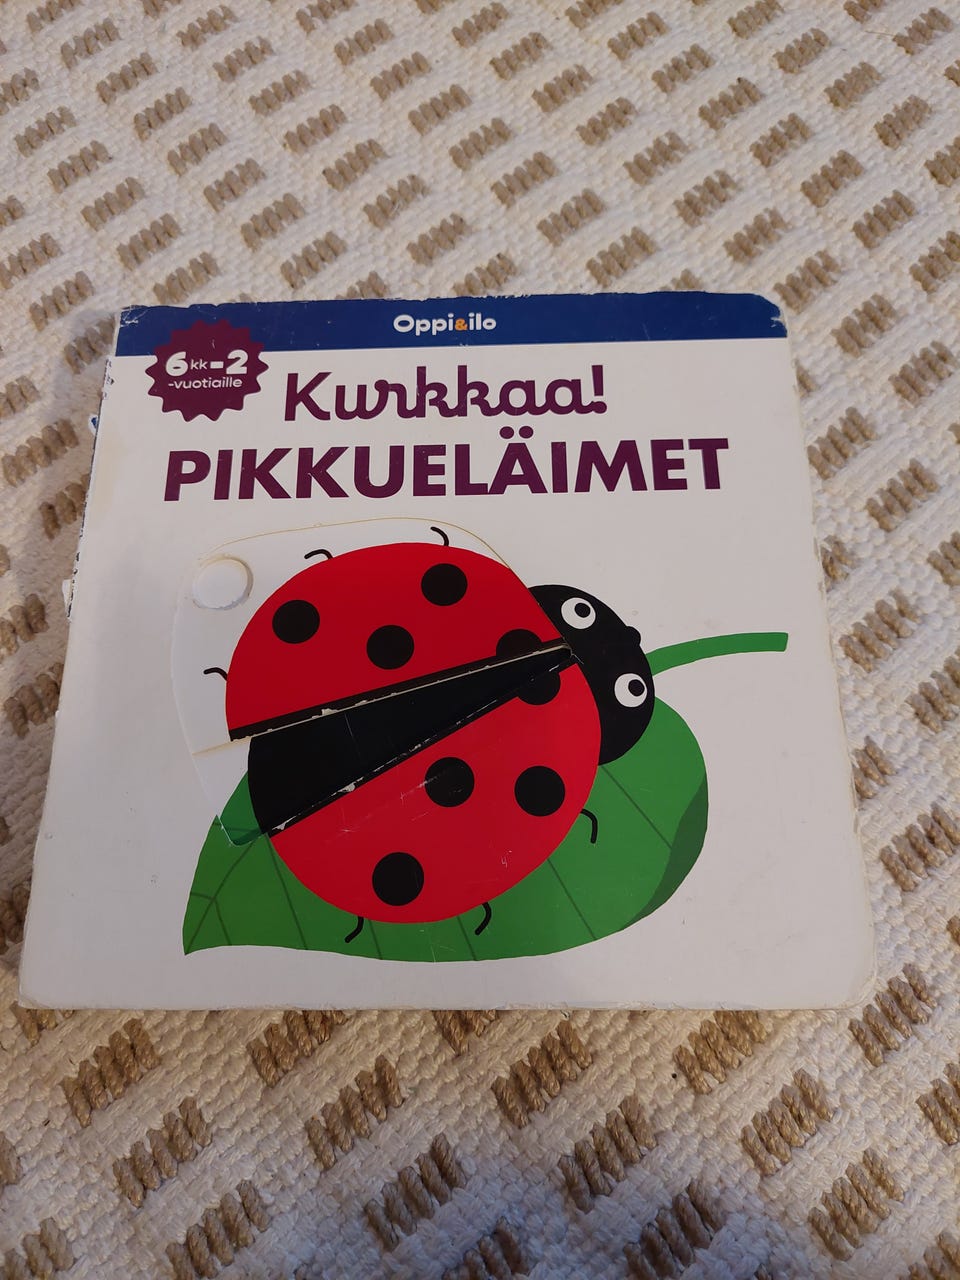 Oppi&ilo
6 kk-2
-vuotiaille
Kurkkaa!
PIKKUELÄIMET